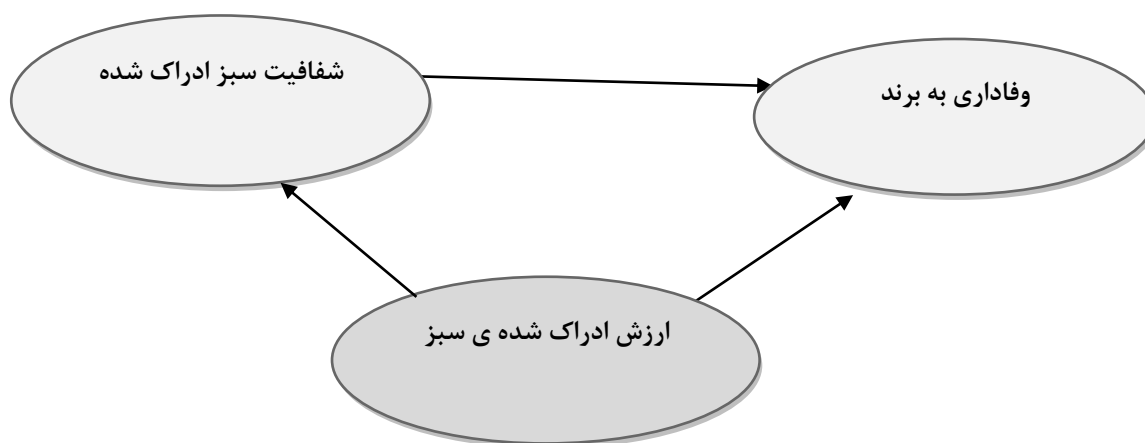 شفافیت سبز ادراک شده
وفاداری به برند
ارزش ادراک شده ی سبز